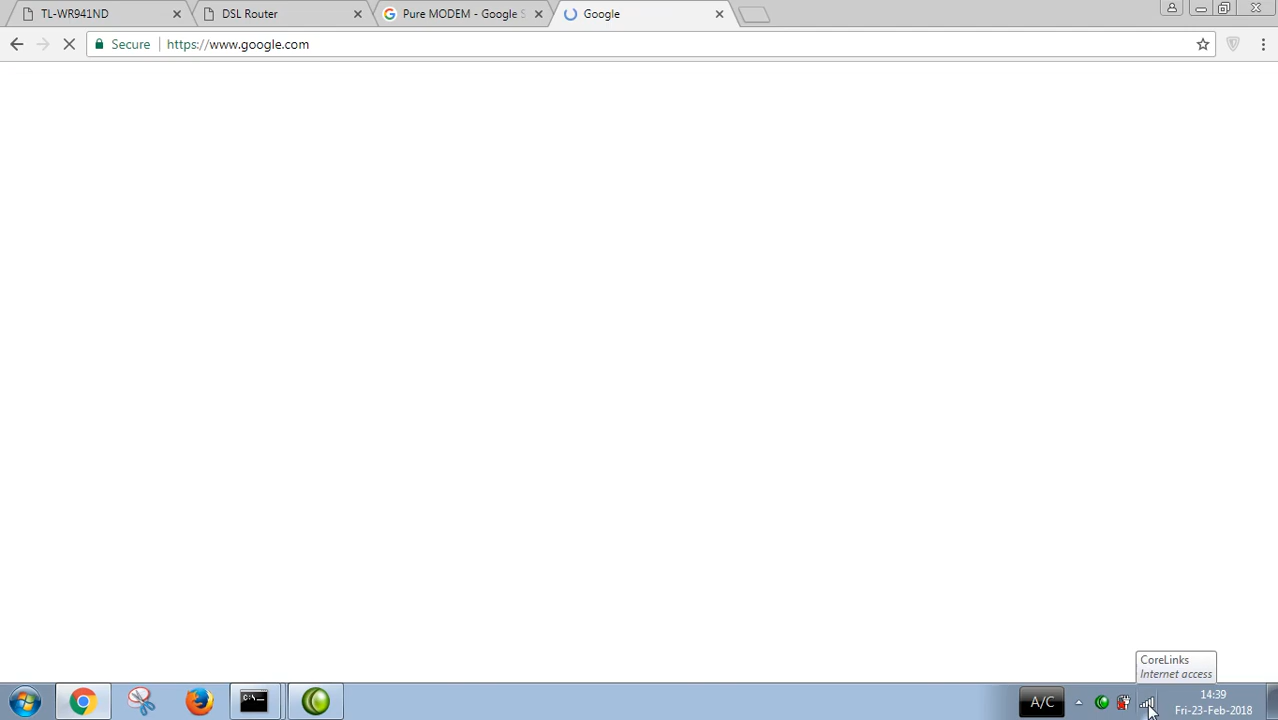 TL-WR941ND
DSL Router
Pure MODEM - Google S
Google
Secure
https://www.google.com
CoreLinks
Internet access
A/C
14:39
Fri-23-Feb-2018